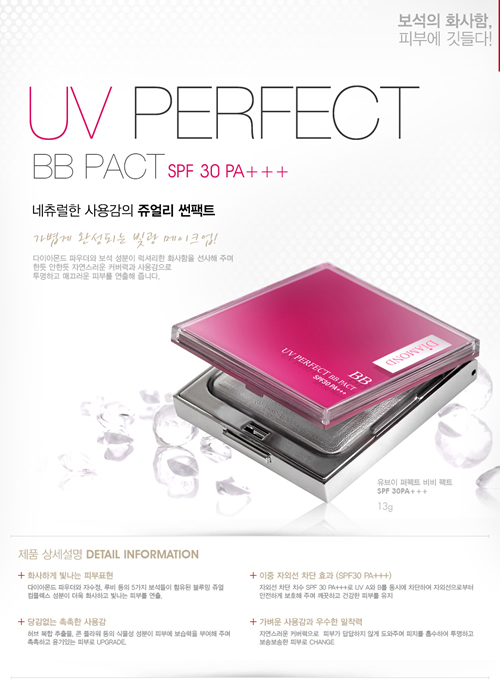 보석의 화사함,
피부에 깃들다!
UV PERFECT
BB PACT SPF 30 PA+++
네츄럴한 사용감의 쥬얼리 썬팩트
가볍게 완성되는 빛광 메이크업!
다이아몬드 파우더와 보석 성분이 럭셔리한 화사함을 선사해 주며
한듯 안한듯 자연스러운 커버력과 사용감으로
투명하고 매끄러운 피부를 연출해 줍니다.
DIAMOND
BB
UV PERFECT BB PACT
SPF30 PA+++
유브이 퍼펙트 비비 팩트
SPF 30PA+++
13g
제품 상세설명 DETAIL INFORMATION
+ 화사하게 빛나는 피부표현
다이아몬드 파우더와 자수정, 루비 등의 5가지 보석들이 함유된 블루밍 쥬얼
컴플렉스 성분이 더욱 화사하고 빛나는 피부를 연출.
+ 이중 자외선 차단 효과 (SPF30 PA+++)
자외선 차단 지수 SPF 30 PA+++로 UV A와 B를 동시에 차단하여 자외선으로부터
안전하게 보호해 주며 깨끗하고 건강한 피부를 유지
+ 당김없는 촉촉한 사용감
허브 복합 추출물, 콘 플라워 등의 식물성 성분이 피부에 보습력을 부여해 주며
촉촉하고 윤기있는 피부로 UPGRADE.
+ 가벼운 사용감과 우수한 밀착력
자연스러운 커버력으로 피부가 답답하지 않게 도와주며 피지를 흡수하여 투명하고
보송보송한 피부로 CHANGE